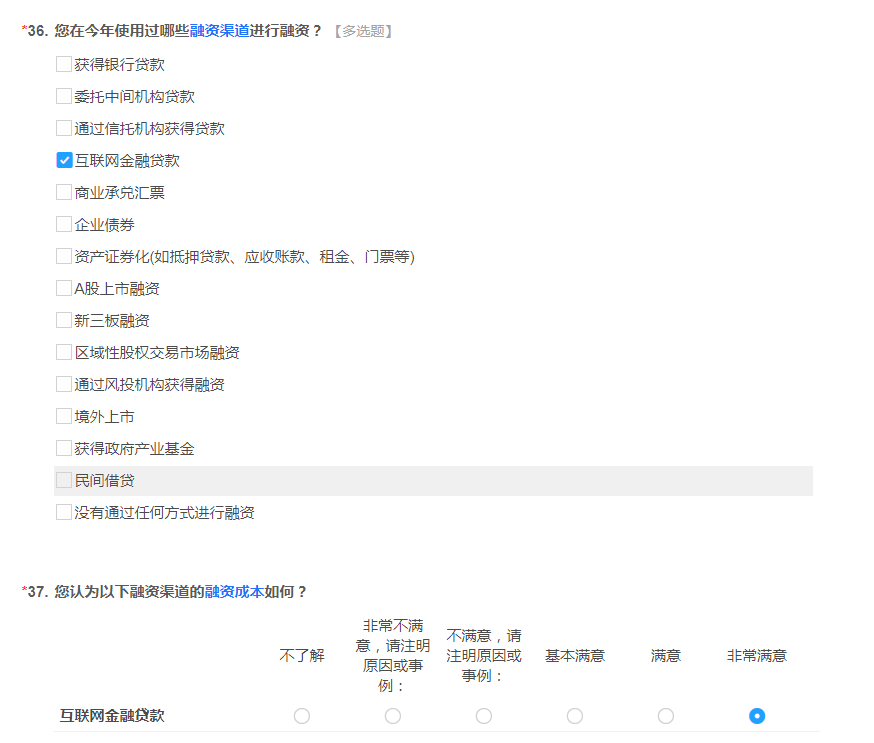 *36. 您在今年使用过哪些融资渠道进行融资？【多选题】
获得银行贷款
委托中间机构贷款
通过信托机构获得贷款
互联网金融贷款
商业承兑汇票
企业债券
资产证券化(如抵押贷款、应收账款、租金、门票等)
A股上市融资
新三板融资
区域性股权交易市场融资
通过风投机构获得融资
境外上市
获得政府产业基金
民间借贷
没有通过任何方式进行融资
*37. 您认为以下融资渠道的融资成本如何？
不了解
非常不满
意，请注明
原因或事
例：
不满意，请
注明原因或
事例：
基本满意
满意
非常满意
互联网金融贷款